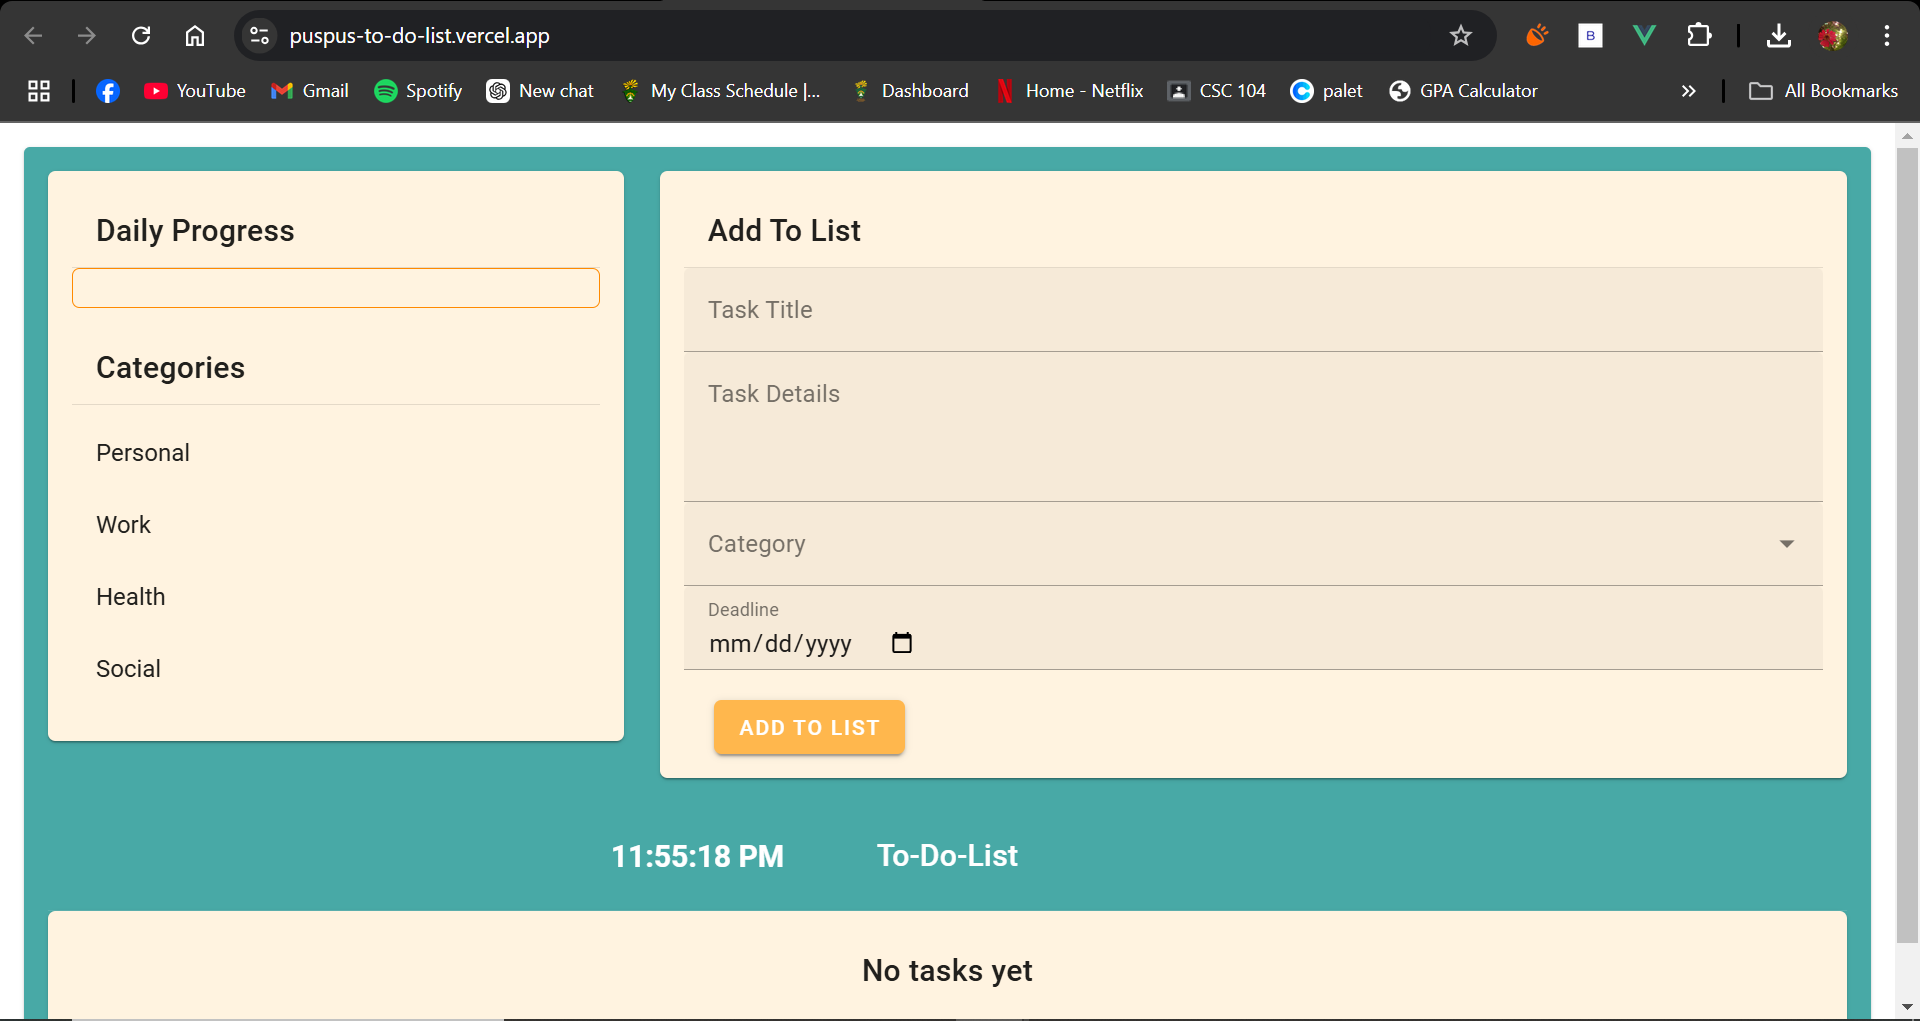 puspus-to-do-list.vercel.app
B
YouTube
Gmail
Spotify
New chat
My Class Schedule |...
Dashboard
Home - Netflix
CSC 104
palet
GPA Calculator
All Bookmarks
Daily Progress
Categories
Personal
Work
Health
Social
Add To List
Task Title
Task Details
Category
Deadline
mm/dd/yyyy
ADD TO LIST
11:55:18 PM
To-Do-List
No tasks yet